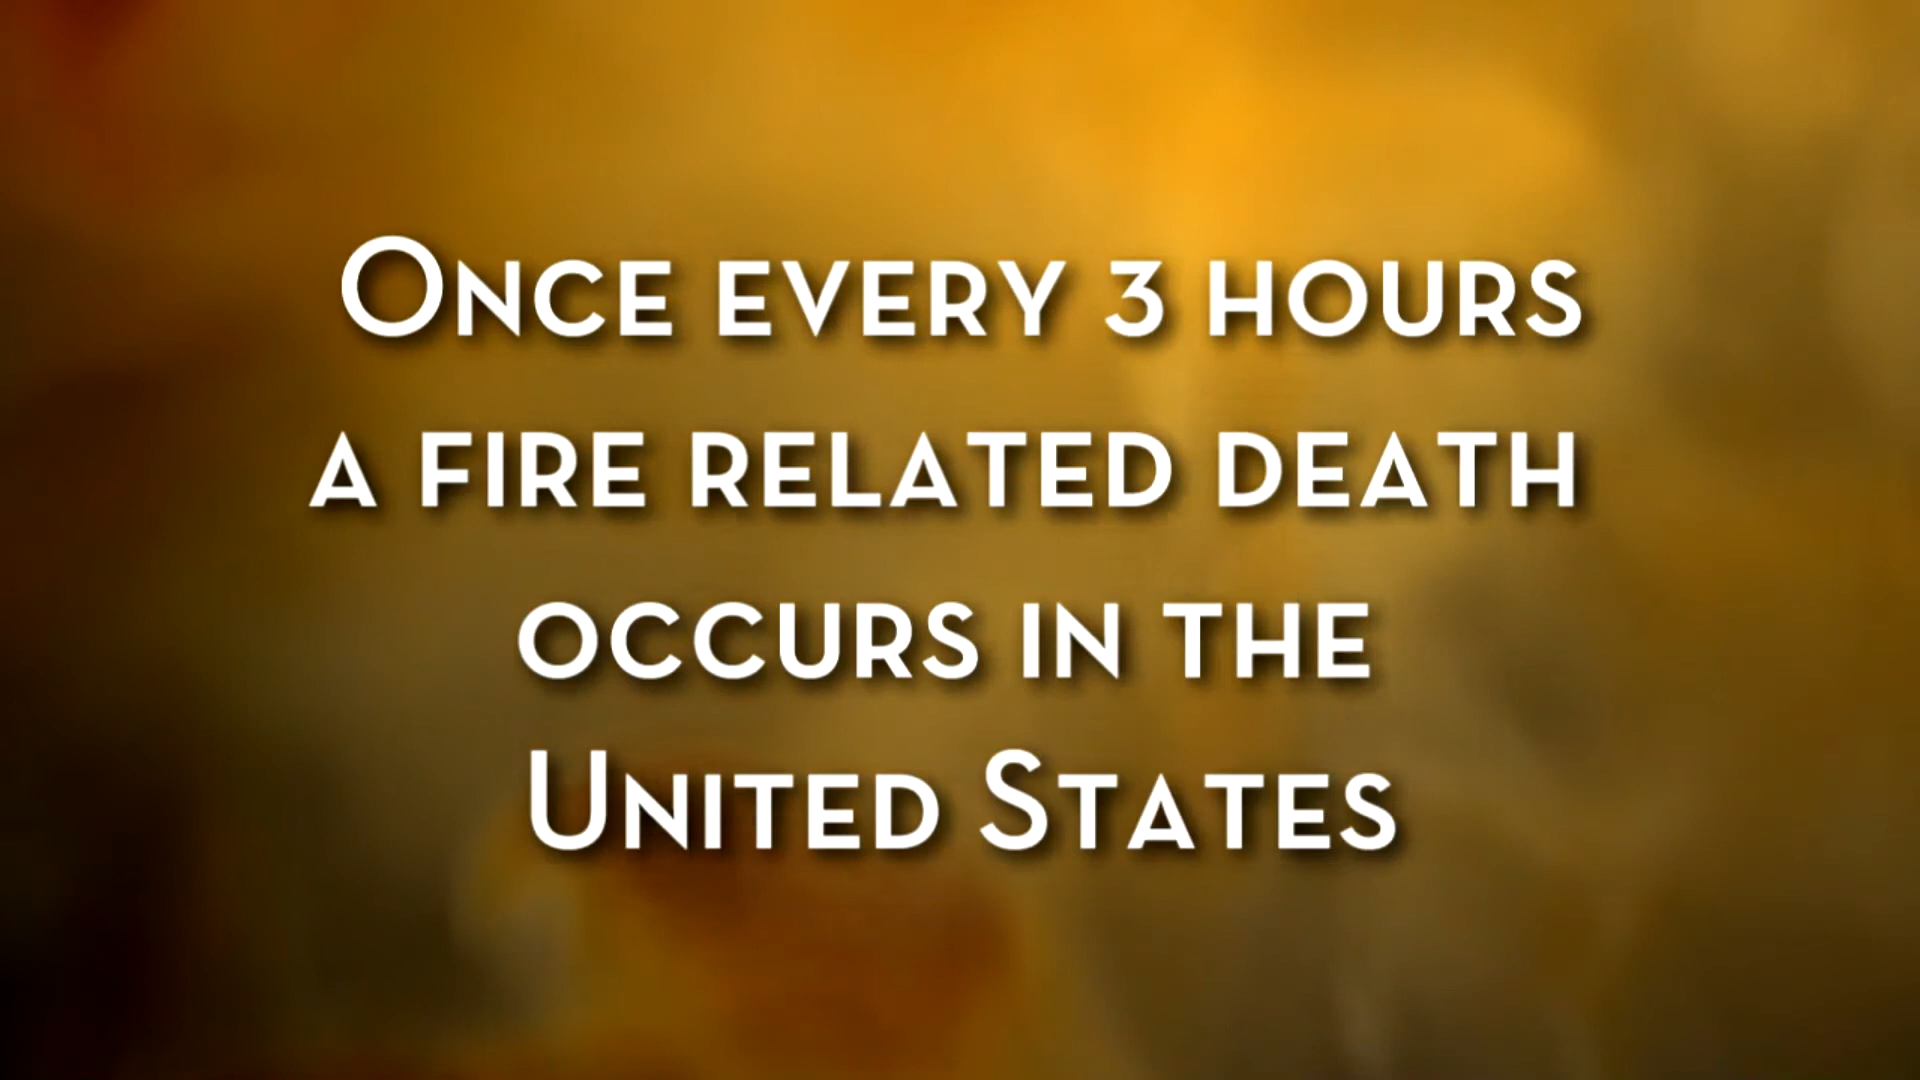 Once every 3 hours
a fire related death
occurs in the
United States